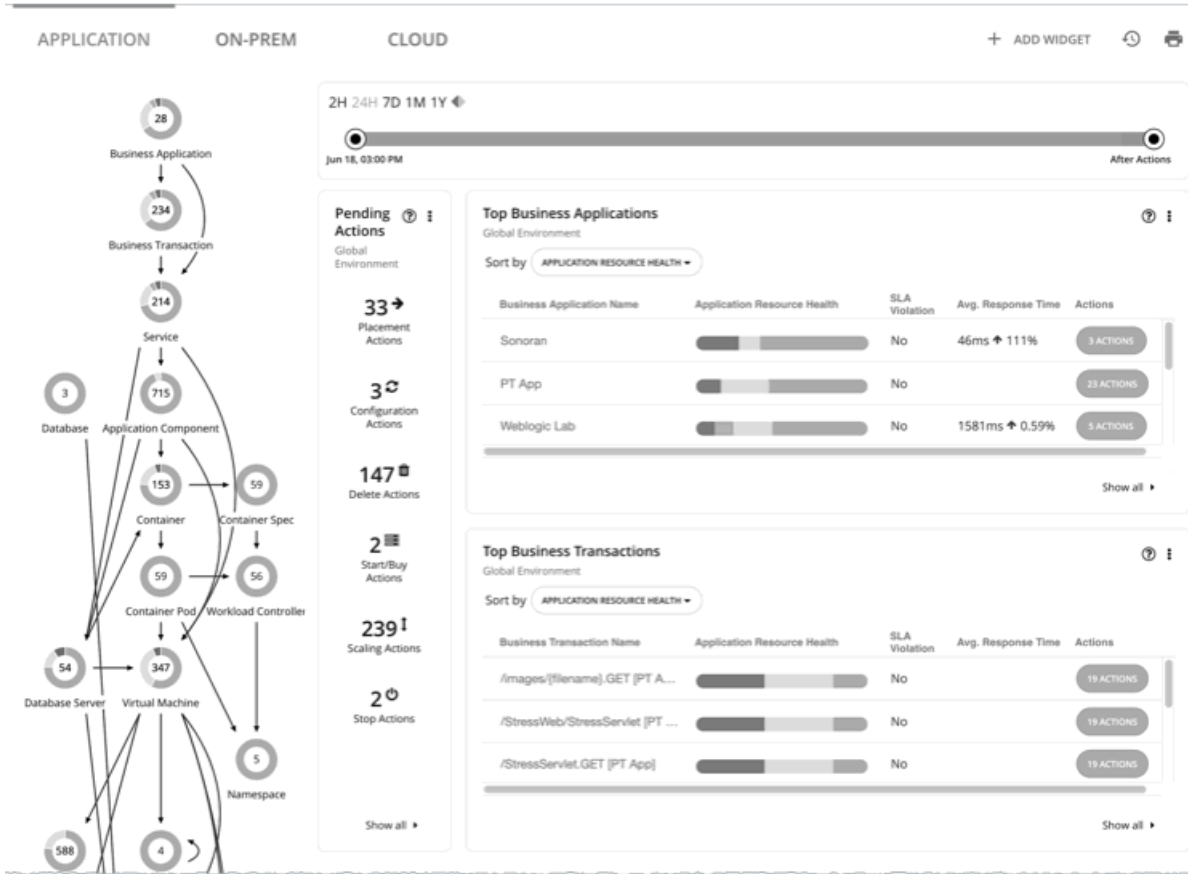 APPLICATION ON-PREM CLOUD
+ ADD WIDGET
28
Business Application
234
Business Transaction
214
Service
3
Database
715
Application Component
153
Container
59
Container Spec
59
Container Pod
56
Workload Controller
54
Database Server
347
Virtual Machine
5
Namespace
588
4
2H 24H 7D 1M 1Y
Jun 18, 03:00 PM
After Actions
Pending
Actions
Global
Environment
33
Placement
Actions
3
Configuration
Actions
147
Delete Actions
2
Start/Buy
Actions
239
Scaling Actions
2
Stop Actions
Show all
Top Business Applications
Global Environment
Sort by APPLICATION RESOURCE HEALTH
Business Application Name Application Resource Health SLA Violation Avg. Response Time Actions
Sonoran No 46ms 111% 3 ACTIONS
PT App No 23 ACTIONS
Weblogic Lab No 1581ms 0.59% 5 ACTIONS
Show all
Top Business Transactions
Global Environment
Sort by APPLICATION RESOURCE HEALTH
Business Transaction Name Application Resource Health SLA Violation Avg. Response Time Actions
/images/{filename}.GET [PT A... No 19 ACTIONS
/StressWeb/StressServlet [PT ... No 19 ACTIONS
/StressServlet.GET [PT App] No 19 ACTIONS
Show all